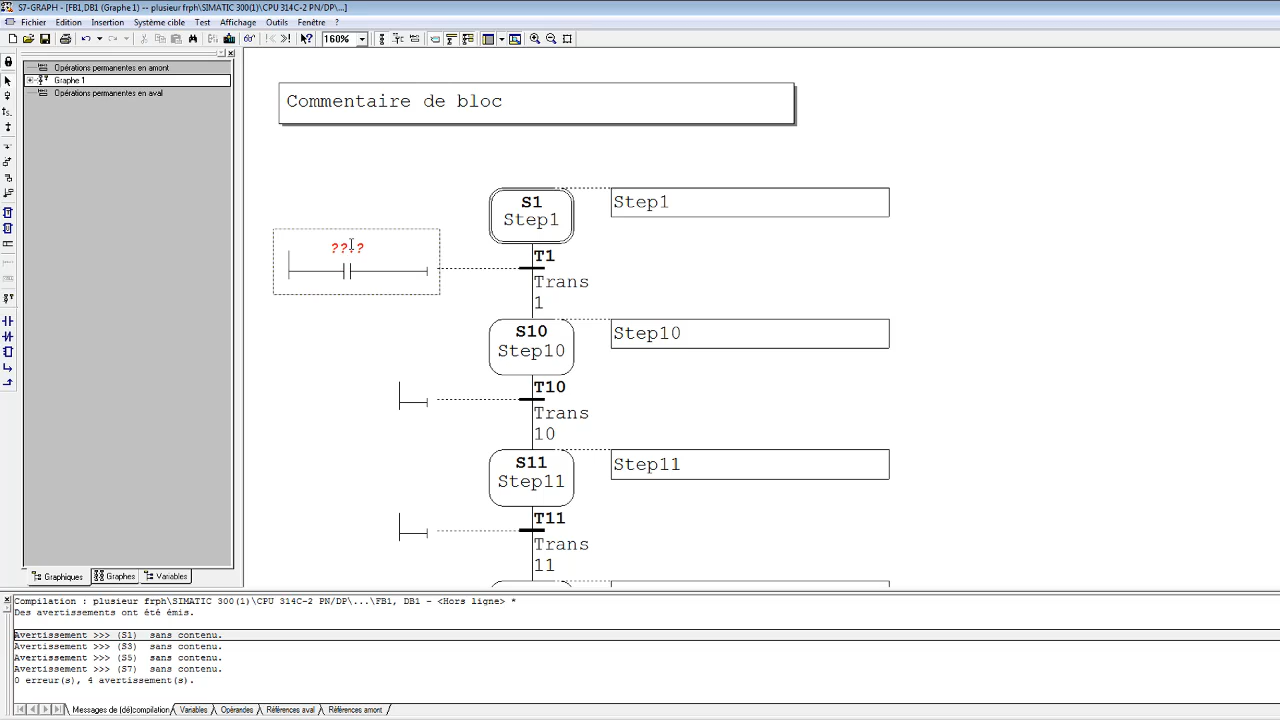 S7-GRAPH - [FB1,DB1 (Graphe 1) -- plusieur frph\SIMATIC 300(1)\CPU 314C-2 PN/DP\...]
Fichier Edition Insertion Système cible Test Affichage Outils Fenêtre ?
160%
Opérations permanentes en amont
Graphe 1
Opérations permanentes en aval
Commentaire de bloc
S1
Step1
Step1
??.?
T1
Trans
1
S10
Step10
Step10
T10
Trans
10
S11
Step11
Step11
T11
Trans
11
Graphiques Graphes Variables
Compilation : plusieur frph\SIMATIC 300(1)\CPU 314C-2 PN/DP\...\FB1, DB1 - <Hors ligne> *
Des avertissements ont été émis.
Avertissement >>> (S1) sans contenu.
Avertissement >>> (S3) sans contenu.
Avertissement >>> (S5) sans contenu.
Avertissement >>> (S7) sans contenu.
0 erreur(s), 4 avertissement(s).
Messages de (dé)compilation Variables Opérandes Références aval Références amont